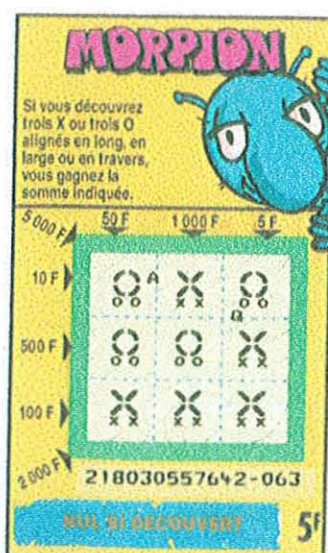 MORPION
Si vous découvrez
trois X ou trois O
alignés en long, en
large ou en travers,
vous gagnez la
somme indiquée.
5 000 F 50 F 1 000 F 5 F
10 F O A X O
B
500 F O O X
100 F X X X
2 000 F
218030557642-063
NUL SI DECOUVERT 5F